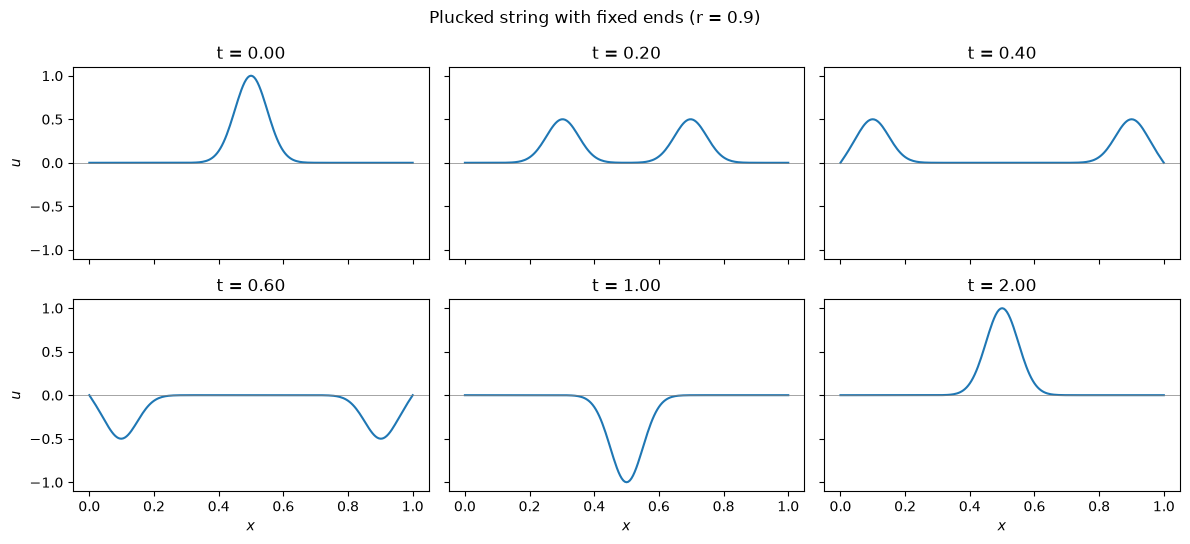 Plucked string with fixed ends (r = 0.9)
t = 0.00
t = 0.20
t = 0.40
1.0
0.5
0.0
−0.5
−1.0
u
t = 0.60
t = 1.00
t = 2.00
1.0
0.5
0.0
−0.5
−1.0
u
0.0 0.2 0.4 0.6 0.8 1.0
0.0 0.2 0.4 0.6 0.8 1.0
0.0 0.2 0.4 0.6 0.8 1.0
x
x
x